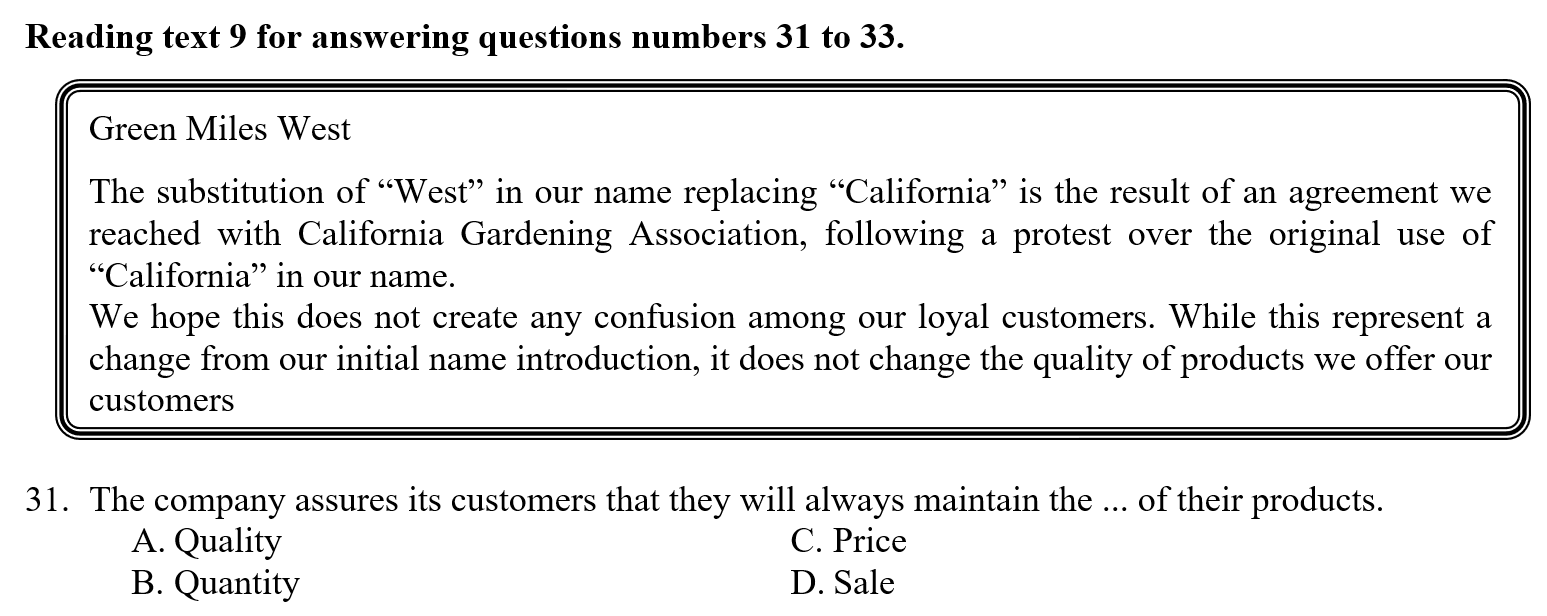 Reading text 9 for answering questions numbers 31 to 33.
Green Miles West
The substitution of “West” in our name replacing “California” is the result of an agreement we
reached with California Gardening Association, following a protest over the original use of
“California” in our name.
We hope this does not create any confusion among our loyal customers. While this represent a
change from our initial name introduction, it does not change the quality of products we offer our
customers
31. The company assures its customers that they will always maintain the ... of their products.
A. Quality
B. Quantity
C. Price
D. Sale